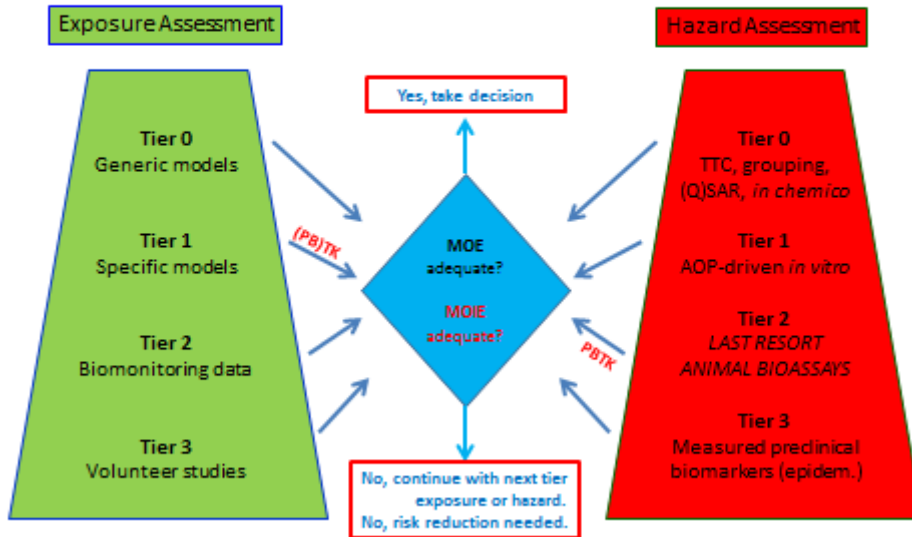 Exposure Assessment
Hazard Assessment
Yes, take decision
Tier 0
Generic models
Tier 1
Specific models
Tier 2
Biomonitoring data
Tier 3
Volunteer studies
(PB)TK
MOE
adequate?
MOIE
adequate?
PBTK
Tier 0
TTC, grouping,
(Q)SAR, in chemico
Tier 1
AOP-driven in vitro
Tier 2
LAST RESORT
ANIMAL BIOASSAYS
Tier 3
Measured preclinical
biomarkers (epidem.)
No, continue with next tier
exposure or hazard.
No, risk reduction needed.